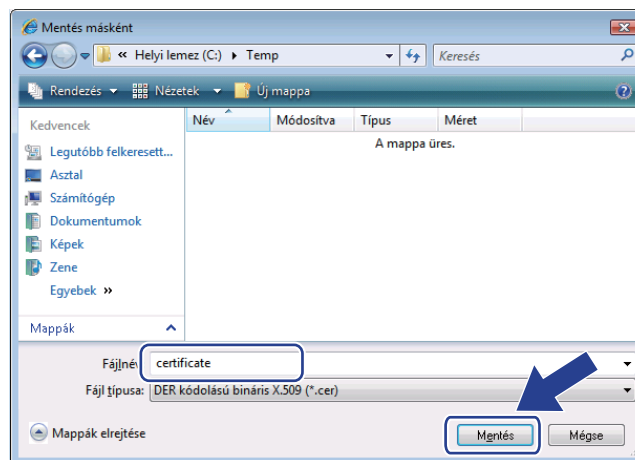 Mentés másként
« Helyi lemez (C:) Temp
Keresés
Rendezés Nézetek Új mappa
Kedvencek
Név Módosítva Típus Méret
A mappa üres.
Legutóbb felkeresett...
Asztal
Számítógép
Dokumentumok
Képek
Zene
Egyebek »
Mappák
Fájlnév certificate
Fájl típusa: DER kódolású bináris X.509 (*.cer)
Mappák elrejtése
Mentés Mégse